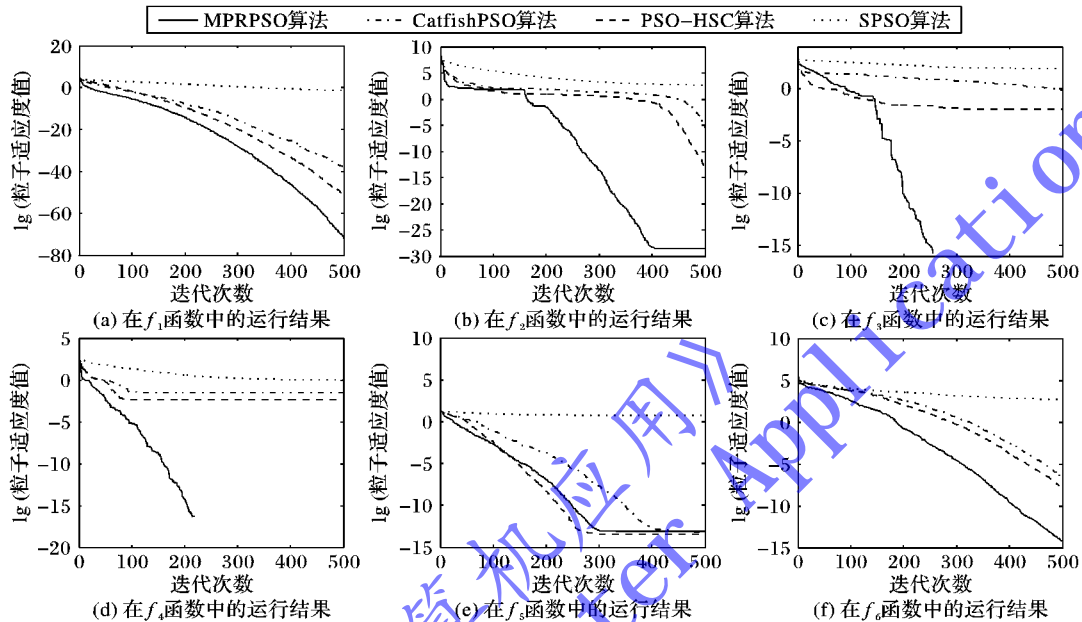 MPRPSO算法 CatfishPSO算法 PSO-HSC算法 SPSO算法
lg(粒子适应度值)
20
0
-20
-40
-60
-80
0 100 200 300 400 500
迭代次数
(a) 在f1函数中的运行结果
lg(粒子适应度值)
10
5
0
-5
-10
-15
-20
-25
-30
0 100 200 300 400 500
迭代次数
(b) 在f2函数中的运行结果
lg(粒子适应度值)
0
-5
-10
-15
0 100 200 300 400 500
迭代次数
(c) 在f3函数中的运行结果
lg(粒子适应度值)
5
0
-5
-10
-15
-20
0 100 200 300 400 500
迭代次数
(d) 在f4函数中的运行结果
lg(粒子适应度值)
10
5
0
-5
-10
-15
0 200 400 500
迭代次数
(e) 在f5函数中的运行结果
lg(粒子适应度值)
10
5
0
-5
-10
-15
0 100 200 300 400 500
迭代次数
(f) 在f6函数中的运行结果
算机应用》
ter Application